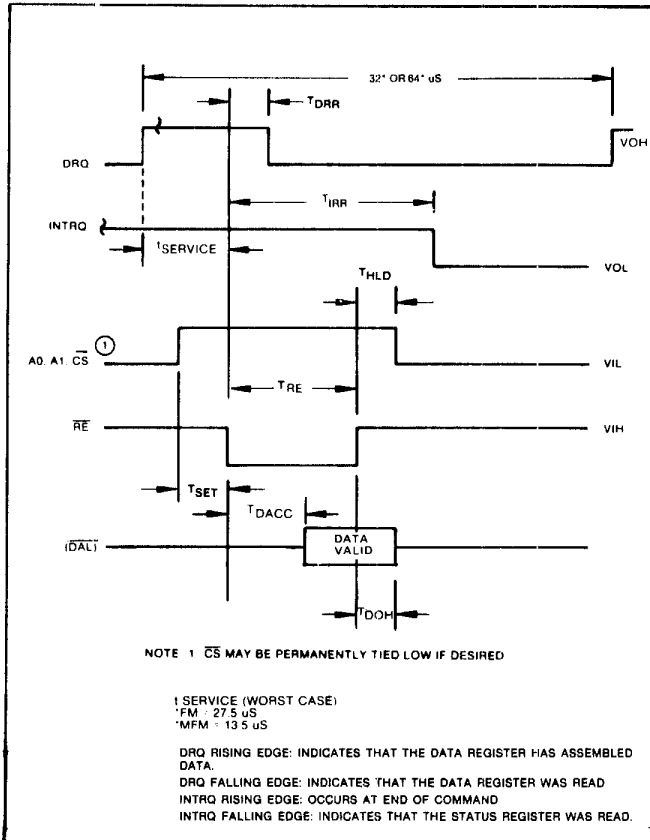 32* OR 64* uS
TDRR
VOH
DRQ
TIRR
INTRQ
tSERVICE
VOL
THLD
1
A0. A1. CS
VIL
TRE
RE
VIH
TSET
TDACC
(DAL)
DATA
VALID
TDOH
NOTE 1 CS MAY BE PERMANENTLY TIED LOW IF DESIRED
t SERVICE (WORST CASE)
*FM = 27.5 uS
*MFM = 13.5 uS
DRQ RISING EDGE: INDICATES THAT THE DATA REGISTER HAS ASSEMBLED
DATA.
DRQ FALLING EDGE: INDICATES THAT THE DATA REGISTER WAS READ
INTRQ RISING EDGE: OCCURS AT END OF COMMAND
INTRQ FALLING EDGE: INDICATES THAT THE STATUS REGISTER WAS READ.